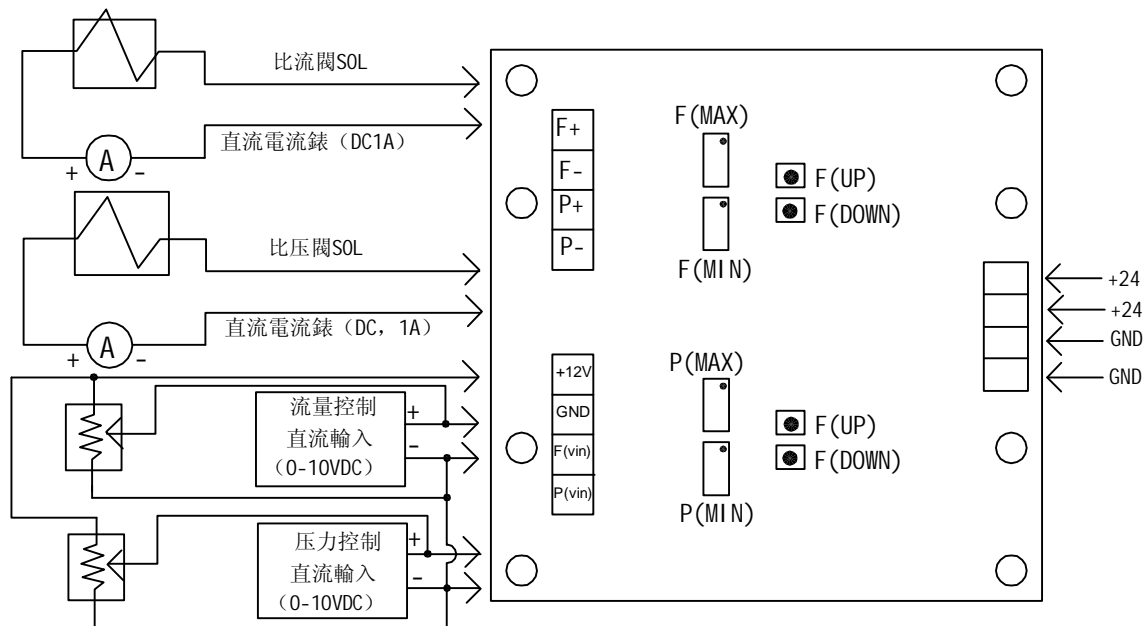 比流閥SOL
直流電流錶（DC1A）
+ A -
比压閥SOL
直流電流錶（DC, 1A）
+ A -
流量控制
直流輸入
（0-10VDC）
+
-
压力控制
直流輸入
（0-10VDC）
+
-
F+
F-
P+
P-
+12V
GND
F(vin)
P(vin)
F(MAX)
F(MIN)
F(UP)
F(DOWN)
P(MAX)
P(MIN)
F(UP)
F(DOWN)
+24
+24
GND
GND